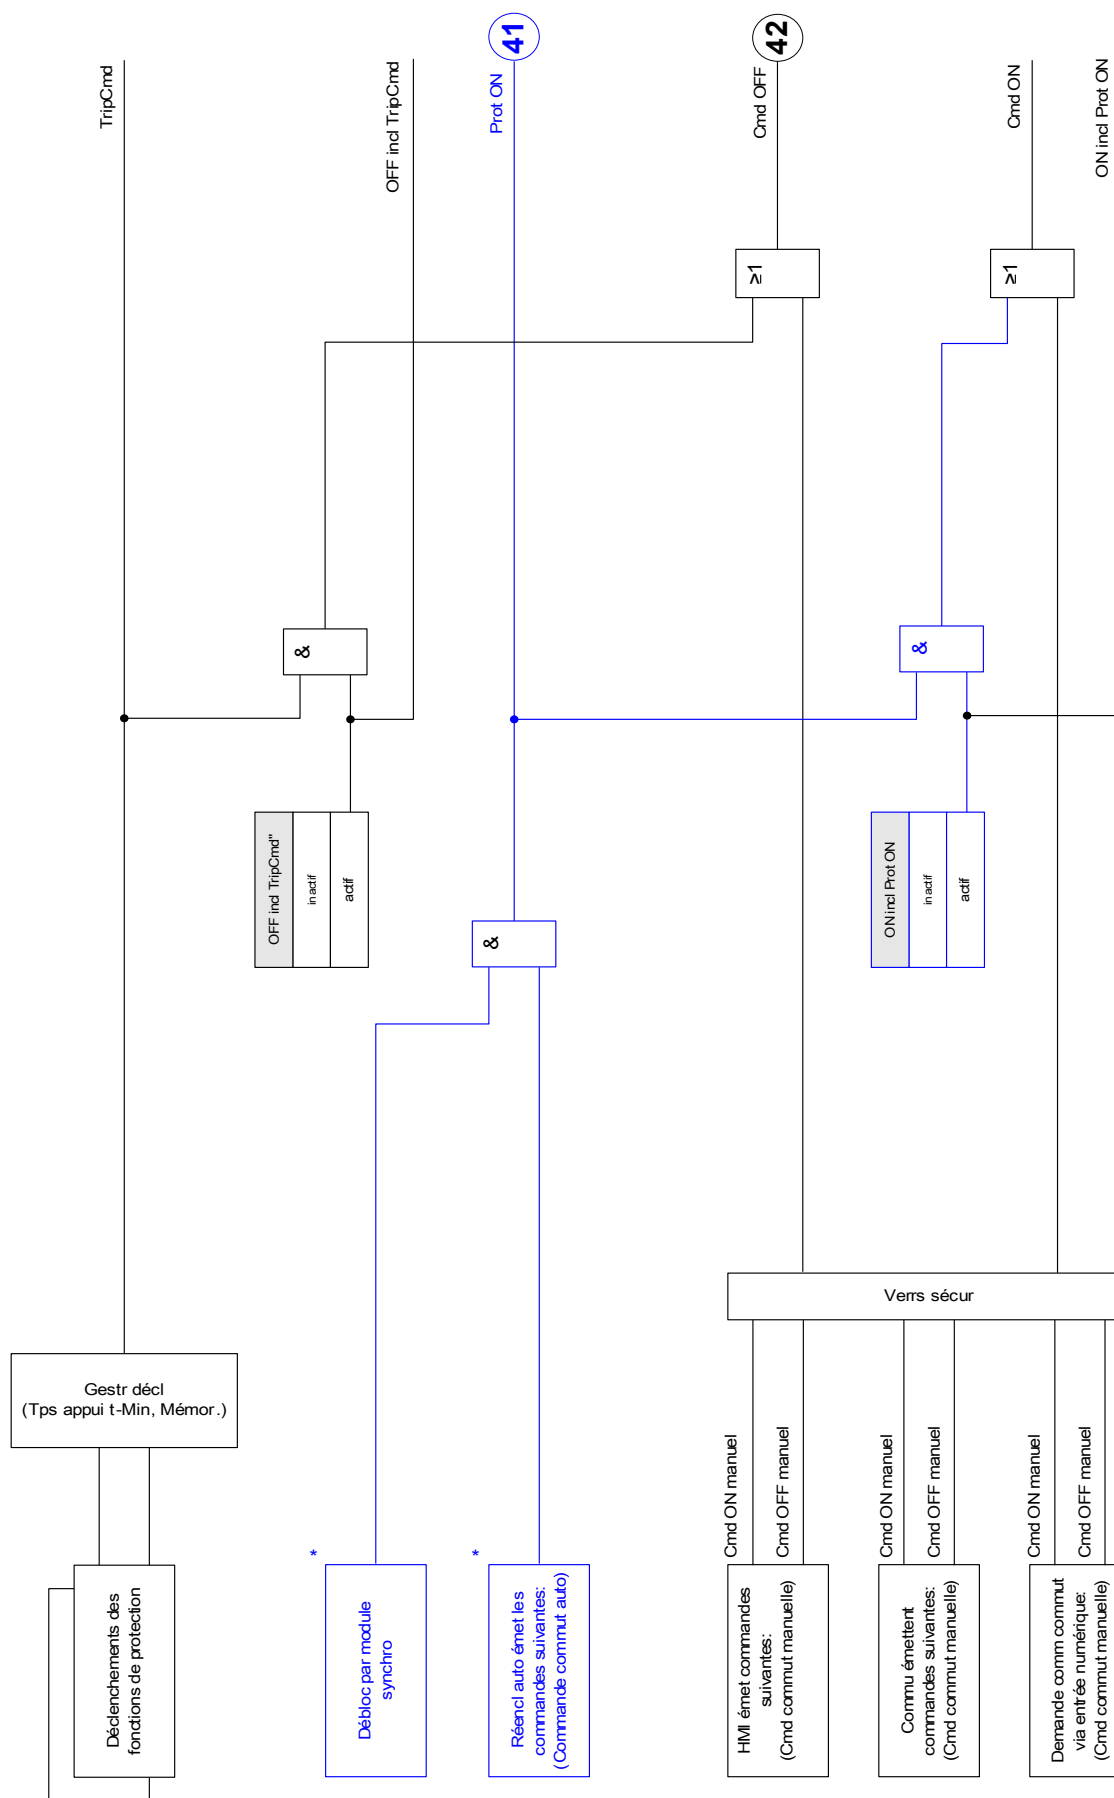 TripCmd
OFF incl TripCmd
41
Prot ON
42
Cmd OFF
Cmd ON
ON incl Prot ON
≥1
≥1
&
&
OFF incl TripCmd"
inactif
actif
ON incl Prot ON
inactif
actif
&
Verrs sécur
Gestr décl
(Tps appui t-Min, Mémor.)
Cmd ON manuel
Cmd OFF manuel
Cmd ON manuel
Cmd OFF manuel
Cmd ON manuel
Cmd OFF manuel
*
*
Déclenchements des
fonctions de protection
Débloc par module
synchro
Réencl auto émet les
commandes suivantes:
(Commande commut auto)
HMI émet commandes
suivantes:
(Cmd commut manuelle)
Commu émettent
commandes suivantes:
(Cmd commut manuelle)
Demande comm commut
via entrée numérique:
(Cmd commut manuelle)